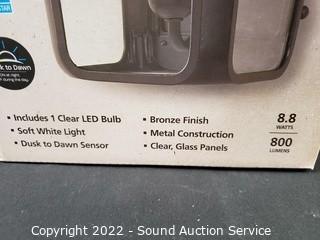 STAR
Dusk to Dawn
• Includes 1 Clear LED Bulb
• Soft White Light
• Dusk to Dawn Sensor
• Bronze Finish
• Metal Construction
• Clear, Glass Panels
8.8
WATTS
800
LUMENS
Copyright 2022 - Sound Auction Service